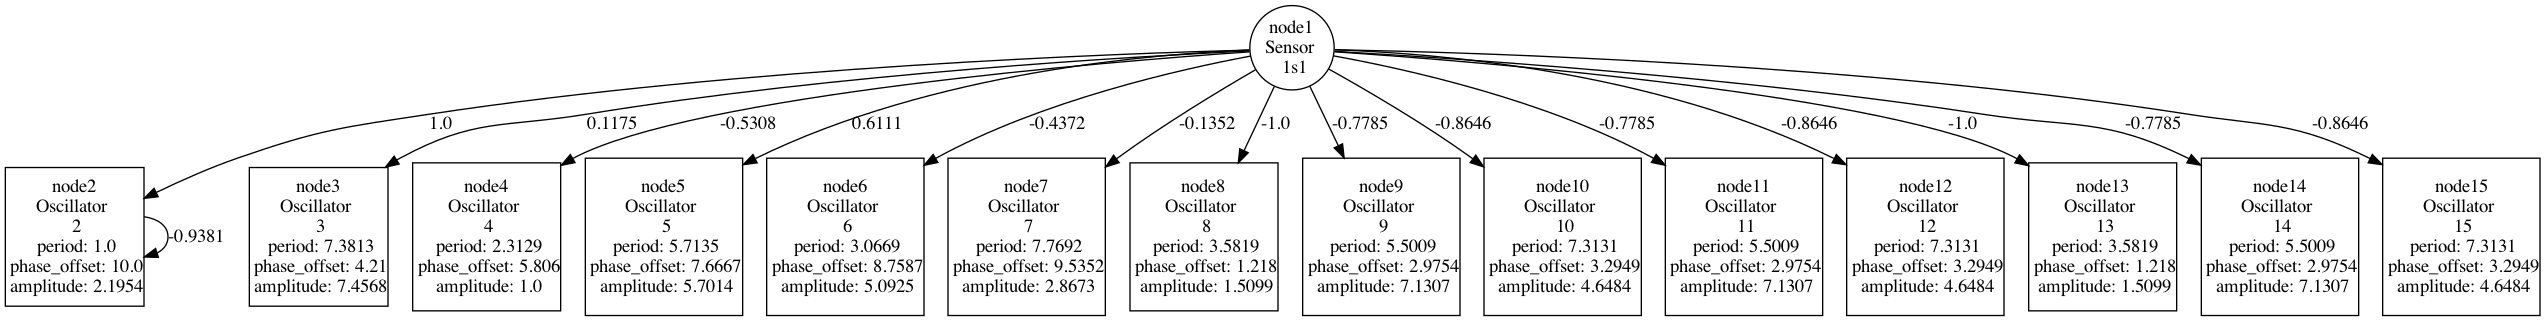 node1
Sensor
1s1
1.0
0.1175
-0.5308
0.6111
-0.4372
-0.1352
-1.0
-0.7785
-0.8646
-0.7785
-0.8646
-1.0
-0.7785
-0.8646
node2
Oscillator
2
period: 1.0
phase_offset: 10.0
amplitude: 2.1954
-0.9381
node3
Oscillator
3
period: 7.3813
phase_offset: 4.21
amplitude: 7.4568
node4
Oscillator
4
period: 2.3129
phase_offset: 5.806
amplitude: 1.0
node5
Oscillator
5
period: 5.7135
phase_offset: 7.6667
amplitude: 5.7014
node6
Oscillator
6
period: 3.0669
phase_offset: 8.7587
amplitude: 5.0925
node7
Oscillator
7
period: 7.7692
phase_offset: 9.5352
amplitude: 2.8673
node8
Oscillator
8
period: 3.5819
phase_offset: 1.218
amplitude: 1.5099
node9
Oscillator
9
period: 5.5009
phase_offset: 2.9754
amplitude: 7.1307
node10
Oscillator
10
period: 7.3131
phase_offset: 3.2949
amplitude: 4.6484
node11
Oscillator
11
period: 5.5009
phase_offset: 2.9754
amplitude: 7.1307
node12
Oscillator
12
period: 7.3131
phase_offset: 3.2949
amplitude: 4.6484
node13
Oscillator
13
period: 3.5819
phase_offset: 1.218
amplitude: 1.5099
node14
Oscillator
14
period: 5.5009
phase_offset: 2.9754
amplitude: 7.1307
node15
Oscillator
15
period: 7.3131
phase_offset: 3.2949
amplitude: 4.6484